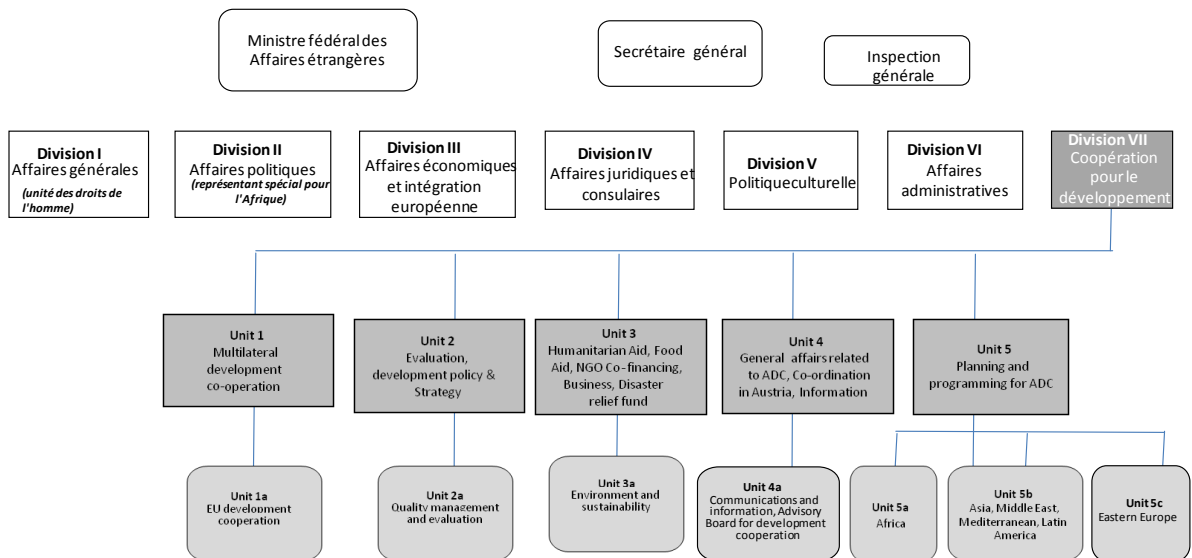 Ministre fédéral des
Affaires étrangères
Secrétaire général
Inspection
générale
Division I
Affaires générales
(unité des droits de
l'homme)
Division II
Affaires politiques
(représentant spécial pour
l'Afrique)
Division III
Affaires économiques
et intégration
européenne
Division IV
Affaires juridiques et
consulaires
Division V
Politiqueculturelle
Division VI
Affaires
administratives
Division VII
Coopération
pour le
développement
Unit 1
Multilateral
development
co-operation
Unit 2
Evaluation,
development policy &
Strategy
Unit 3
Humanitarian Aid, Food
Aid, NGO Co-financing,
Business, Disaster
relief fund
Unit 4
General affairs related
to ADC, Co-ordination
in Austria, Information
Unit 5
Planning and
programming for ADC
Unit 1a
EU development
cooperation
Unit 2a
Quality management
and evaluation
Unit 3a
Environment and
sustainability
Unit 4a
Communications and
information, Advisory
Board for development
cooperation
Unit 5a
Africa
Unit 5b
Asia, Middle East,
Mediterranean, Latin
America
Unit 5c
Eastern Europe